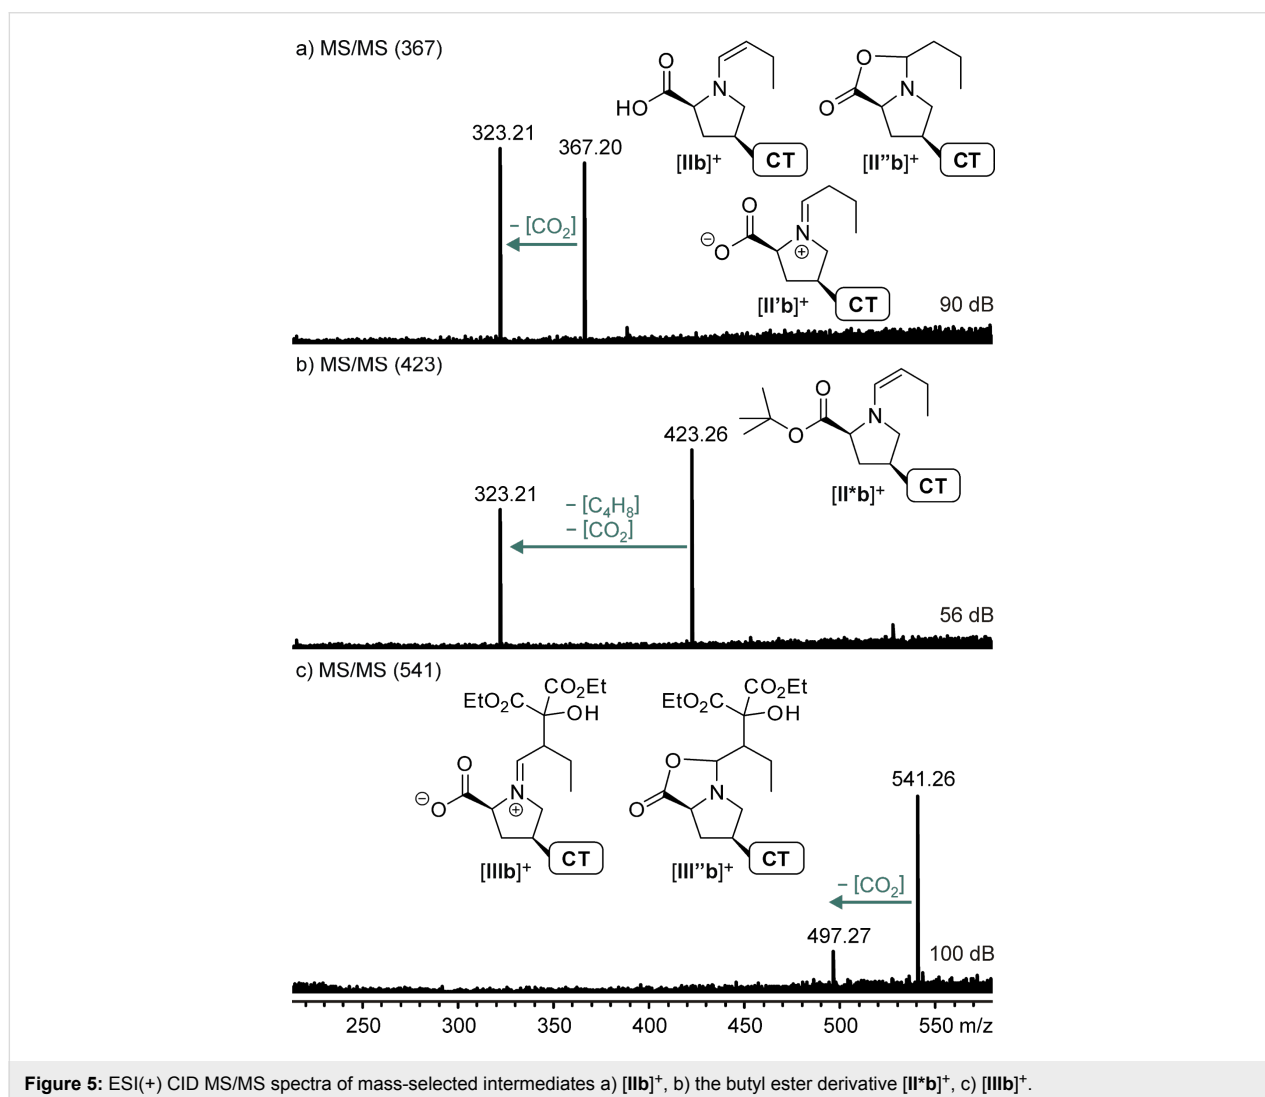 a) MS/MS (367)
323.21
367.20
– [CO2]
O
HO
N
CT
[IIb]+
O
O
N
CT
[II”b]+
O
⊖
O
N
⊕
CT
[II’b]+
90 dB
b) MS/MS (423)
323.21
423.26
– [C4H8]
– [CO2]
O
O
N
CT
[II*b]+
56 dB
c) MS/MS (541)
CO2Et
EtO2C
OH
O
⊖
O
N
⊕
CT
[IIIb]+
CO2Et
EtO2C
OH
O
O
N
CT
[III”b]+
541.26
– [CO2]
497.27
100 dB
250 300 350 400 450 500 550 m/z
Figure 5: ESI(+) CID MS/MS spectra of mass-selected intermediates a) [IIb]+, b) the butyl ester derivative [II*b]+, c) [IIIb]+.